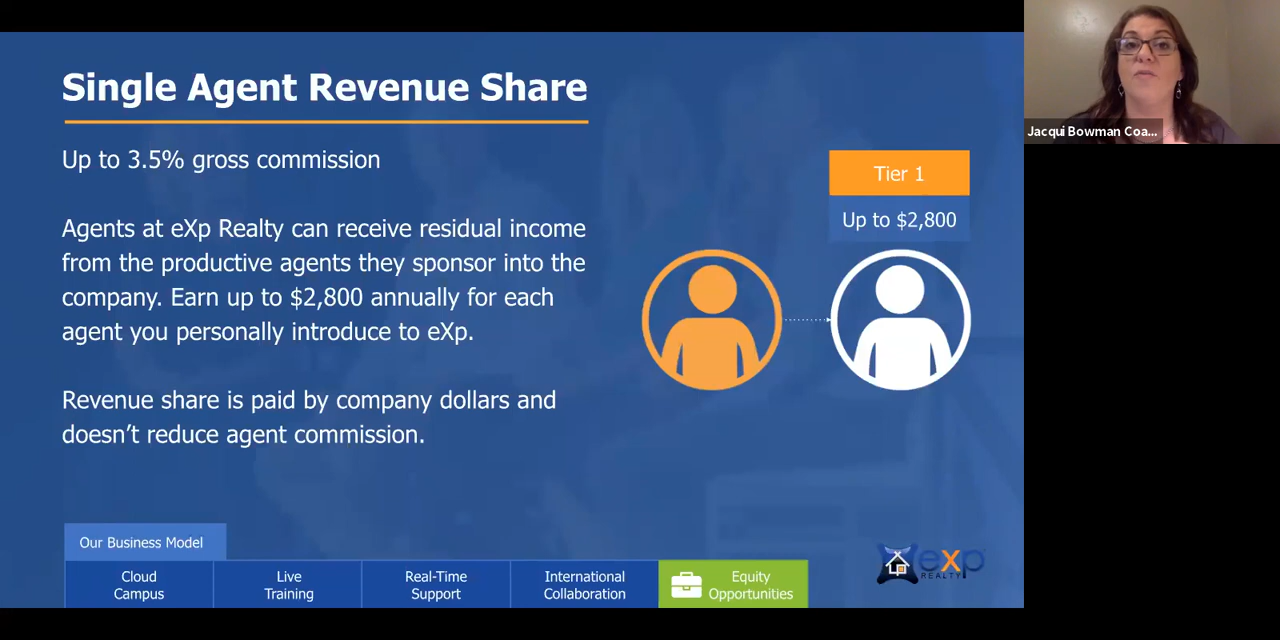 Single Agent Revenue Share
Up to 3.5% gross commission
Agents at eXp Realty can receive residual income
from the productive agents they sponsor into the
company. Earn up to $2,800 annually for each
agent you personally introduce to eXp.
Revenue share is paid by company dollars and
doesn't reduce agent commission.
Tier 1
Up to $2,800
Jacqui Bowman Coa...
Our Business Model
Cloud
Campus
Live
Training
Real-Time
Support
International
Collaboration
Equity
Opportunities
eXp
REALTY